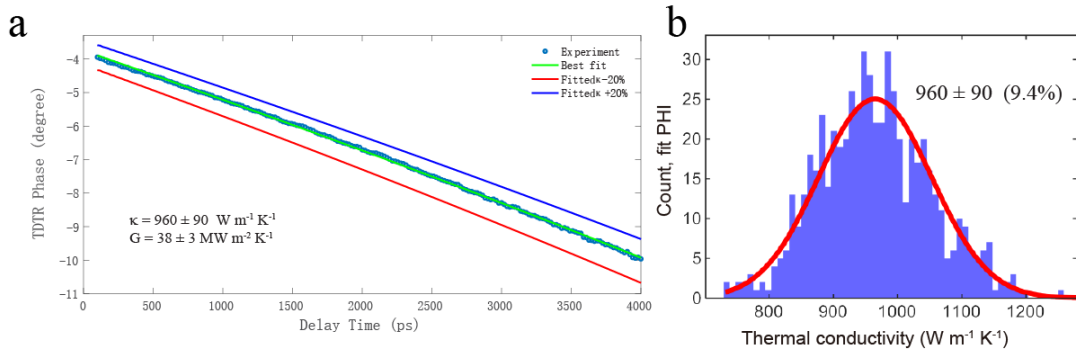 a
-4
-5
-6
-7
-8
-9
-10
-11
0
500
1000
1500
2000
2500
3000
3500
4000
TDTR Phase (degree)
Delay Time (ps)
Experiment
Best fit
Fittedκ-20%
Fittedκ +20%
κ = 960 ± 90 W m⁻¹ K⁻¹
G = 38 ± 3 MW m⁻² K⁻¹
b
35
30
25
20
15
10
5
0
700
800
900
1000
1100
1200
Count, fit PHI
Thermal conductivity (W m⁻¹ K⁻¹)
960 ± 90 (9.4%)